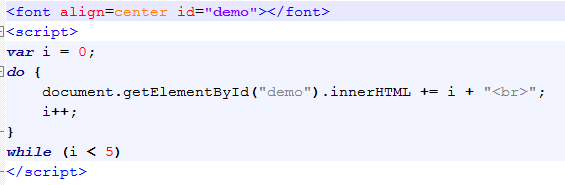 <font align=center id="demo"></font>
<script>
var i = 0;
do {
    document.getElementById("demo").innerHTML += i + "<br>";
    i++;
}
while (i < 5)
</script>